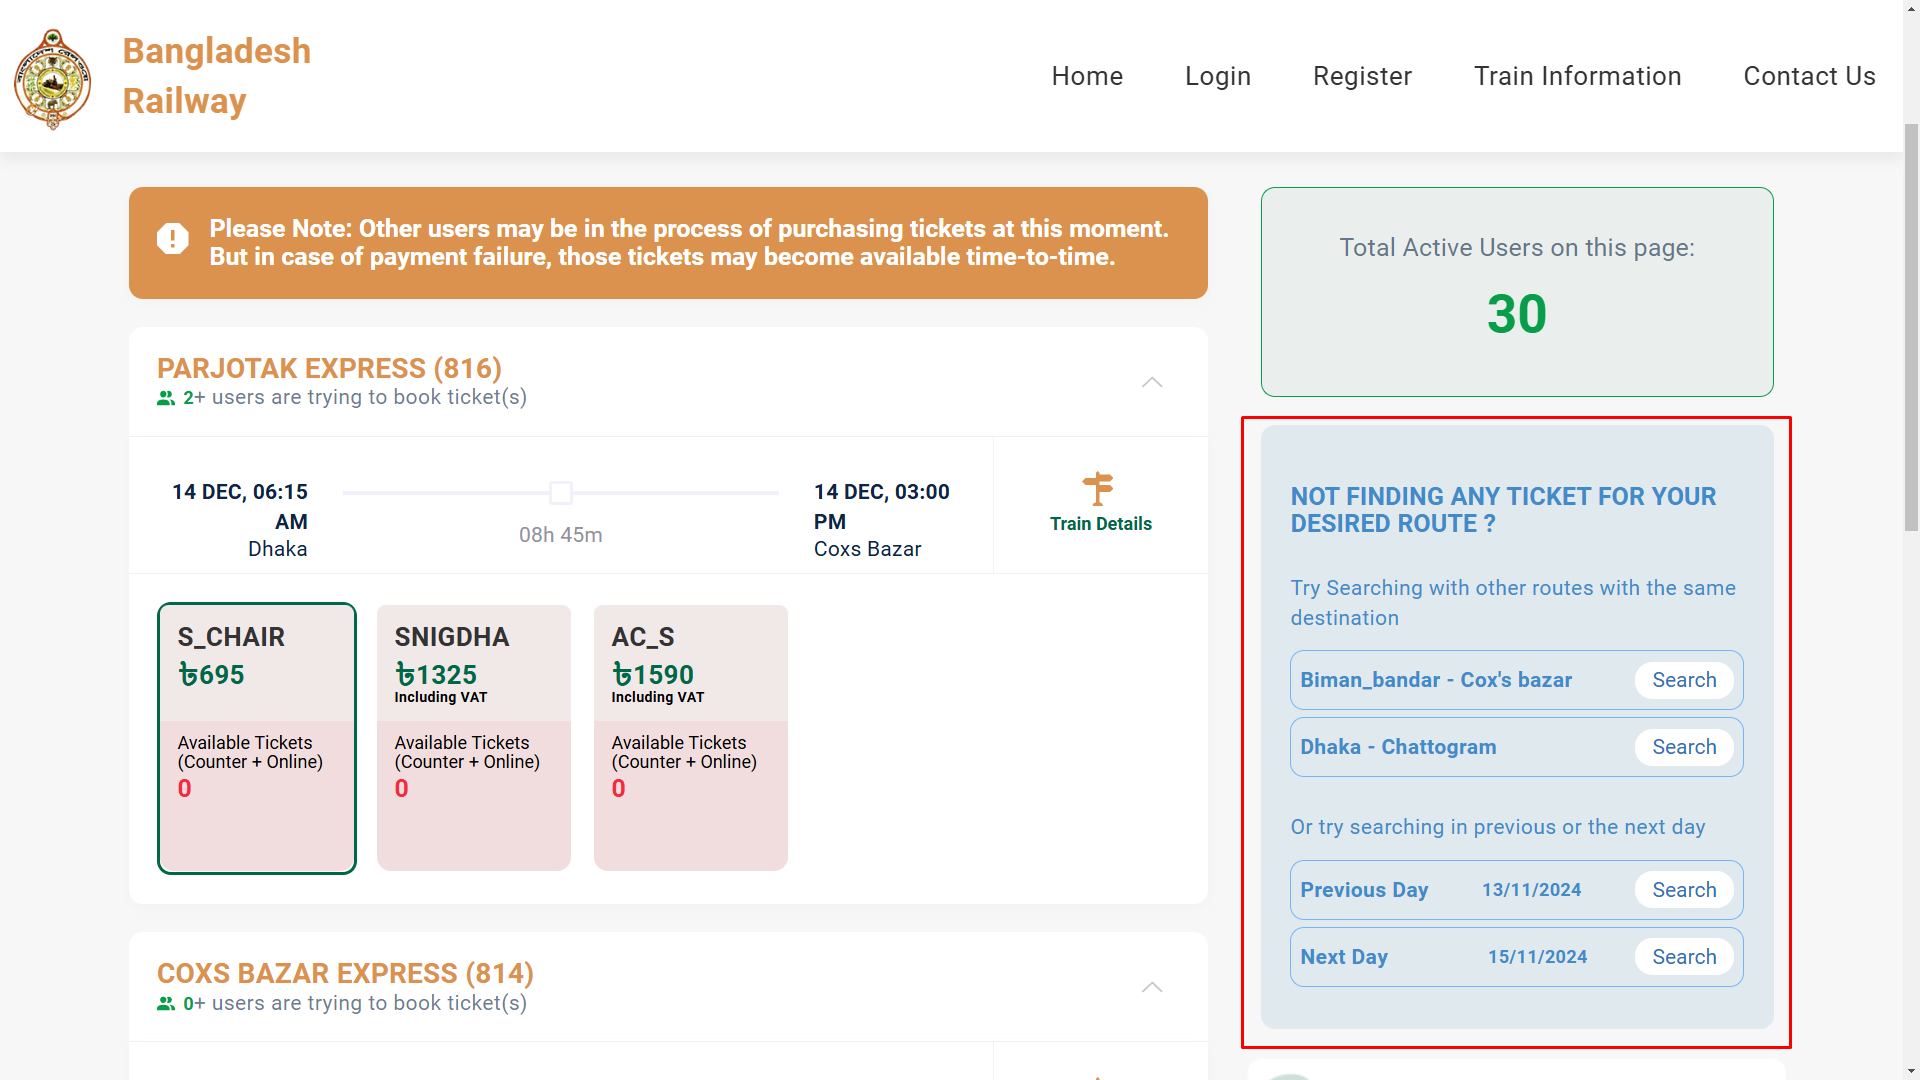 Bangladesh
Railway
Home
Login
Register
Train Information
Contact Us
Please Note: Other users may be in the process of purchasing tickets at this moment.
But in case of payment failure, those tickets may become available time-to-time.
PARJOTAK EXPRESS (816)
2+ users are trying to book ticket(s)
14 DEC, 06:15
AM
Dhaka
08h 45m
14 DEC, 03:00
PM
Coxs Bazar
Train Details
S_CHAIR
৳695
Available Tickets
(Counter + Online)
0
SNIGDHA
৳1325
Including VAT
Available Tickets
(Counter + Online)
0
AC_S
৳1590
Including VAT
Available Tickets
(Counter + Online)
0
COXS BAZAR EXPRESS (814)
0+ users are trying to book ticket(s)
Total Active Users on this page:
30
NOT FINDING ANY TICKET FOR YOUR
DESIRED ROUTE ?
Try Searching with other routes with the same
destination
Biman_bandar - Cox's bazar Search
Dhaka - Chattogram Search
Or try searching in previous or the next day
Previous Day 13/11/2024 Search
Next Day 15/11/2024 Search